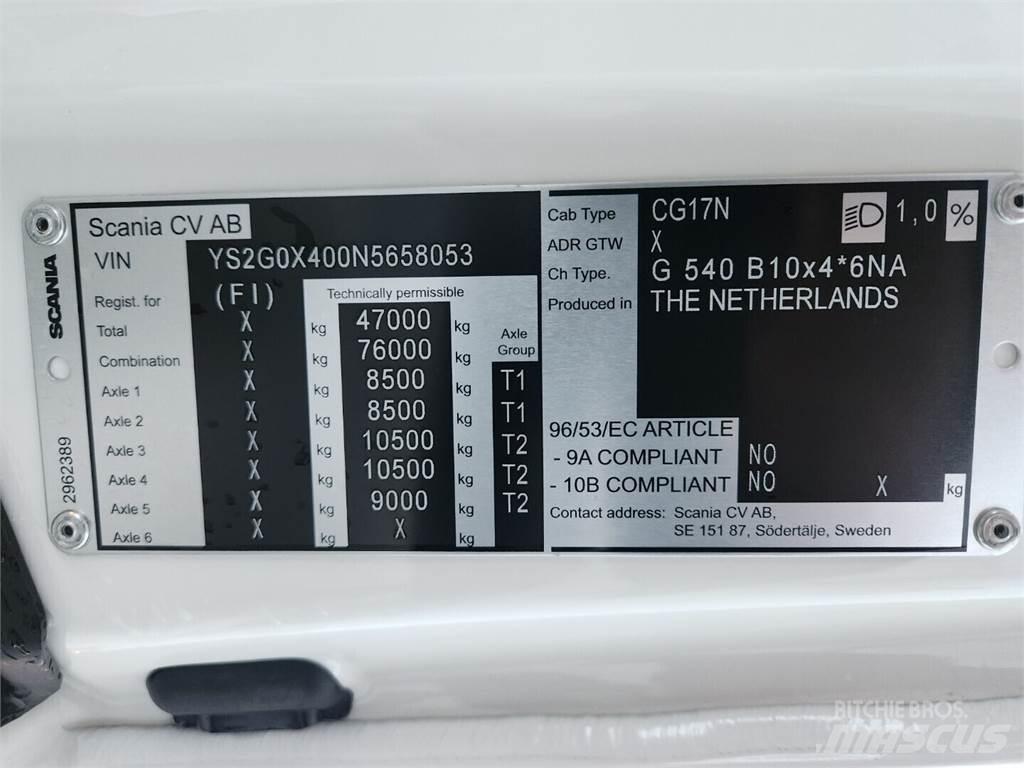 SCANIA
2962389
Scania CV AB
VIN YS2G0X400N5658053
Regist. for (FI) Technically permissible
Total X kg 47000 kg Axle Group
Combination X kg 76000 kg
Axle 1 X kg 8500 kg T1
Axle 2 X kg 8500 kg T1
Axle 3 X kg 10500 kg T2
Axle 4 X kg 10500 kg T2
Axle 5 X kg 9000 kg T2
Axle 6 X kg X kg
Cab Type CG17N 1,0 %
ADR GTW X
Ch Type. G 540 B10x4*6NA
Produced in THE NETHERLANDS
96/53/EC ARTICLE
- 9A COMPLIANT NO
- 10B COMPLIANT NO X kg
Contact address: Scania CV AB,
SE 151 87, Södertälje, Sweden
RITCHIE BROS.
MASCUS